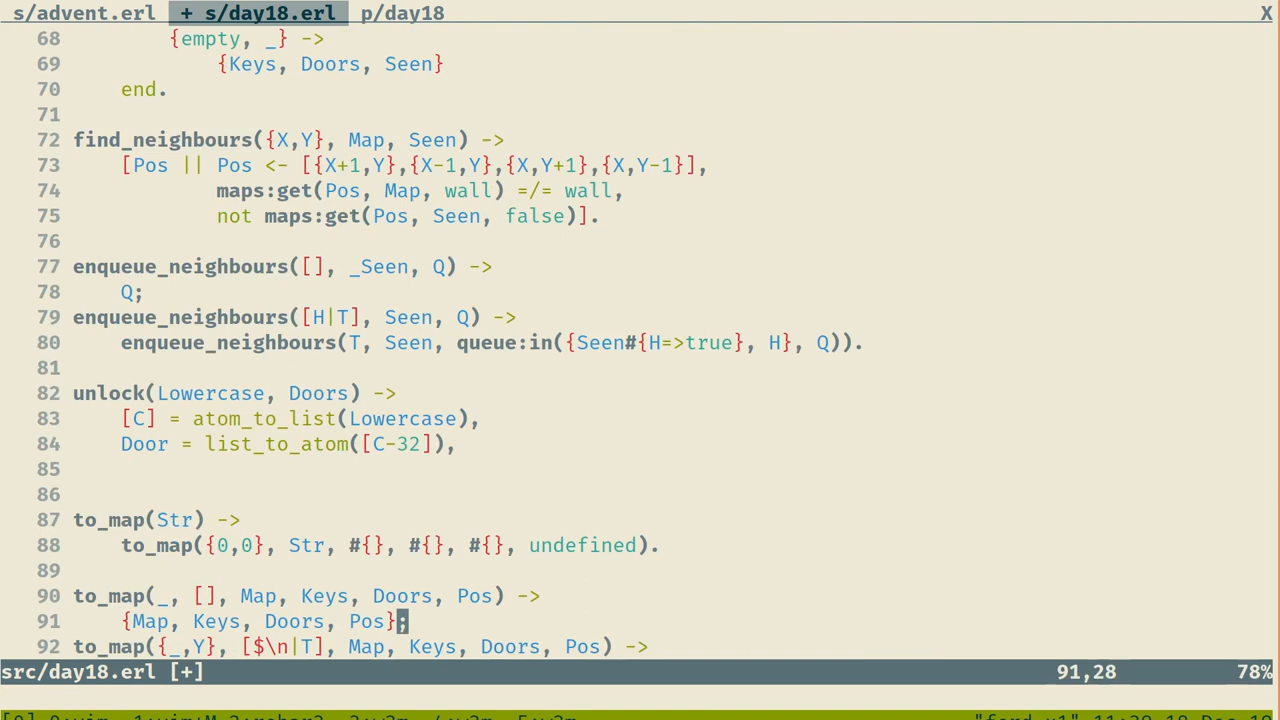 s/advent.erl + s/day18.erl p/day18 X
68 {empty, _} ->
69 {Keys, Doors, Seen}
70 end.
71
72 find_neighbours({X,Y}, Map, Seen) ->
73 [Pos || Pos <- [{X+1,Y},{X-1,Y},{X,Y+1},{X,Y-1}],
74 maps:get(Pos, Map, wall) =/= wall,
75 not maps:get(Pos, Seen, false)].
76
77 enqueue_neighbours([], _Seen, Q) ->
78 Q;
79 enqueue_neighbours([H|T], Seen, Q) ->
80 enqueue_neighbours(T, Seen, queue:in({Seen#{H=>true}, H}, Q)).
81
82 unlock(Lowercase, Doors) ->
83 [C] = atom_to_list(Lowercase),
84 Door = list_to_atom([C-32]),
85
86
87 to_map(Str) ->
88 to_map({0,0}, Str, #{}, #{}, #{}, undefined).
89
90 to_map(_, [], Map, Keys, Doors, Pos) ->
91 {Map, Keys, Doors, Pos};
92 to_map({_,Y}, [$\n|T], Map, Keys, Doors, Pos) ->
src/day18.erl [+] 91,28 78%